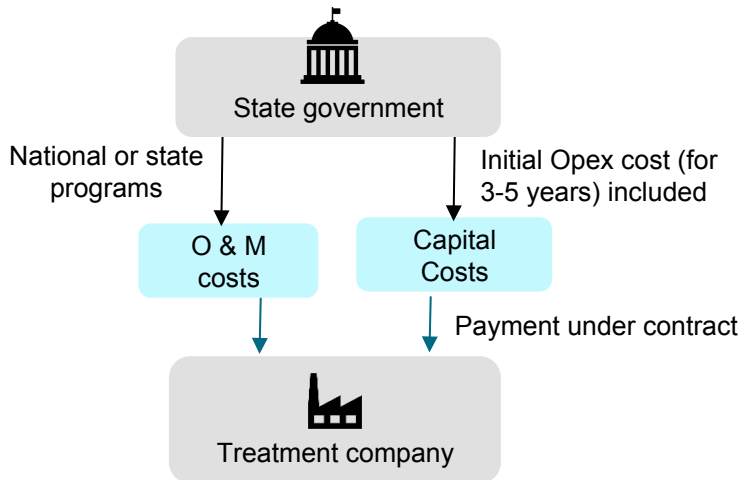 State government
National or state
programs
Initial Opex cost (for
3-5 years) included
O & M
costs
Capital
Costs
Payment under contract
Treatment company